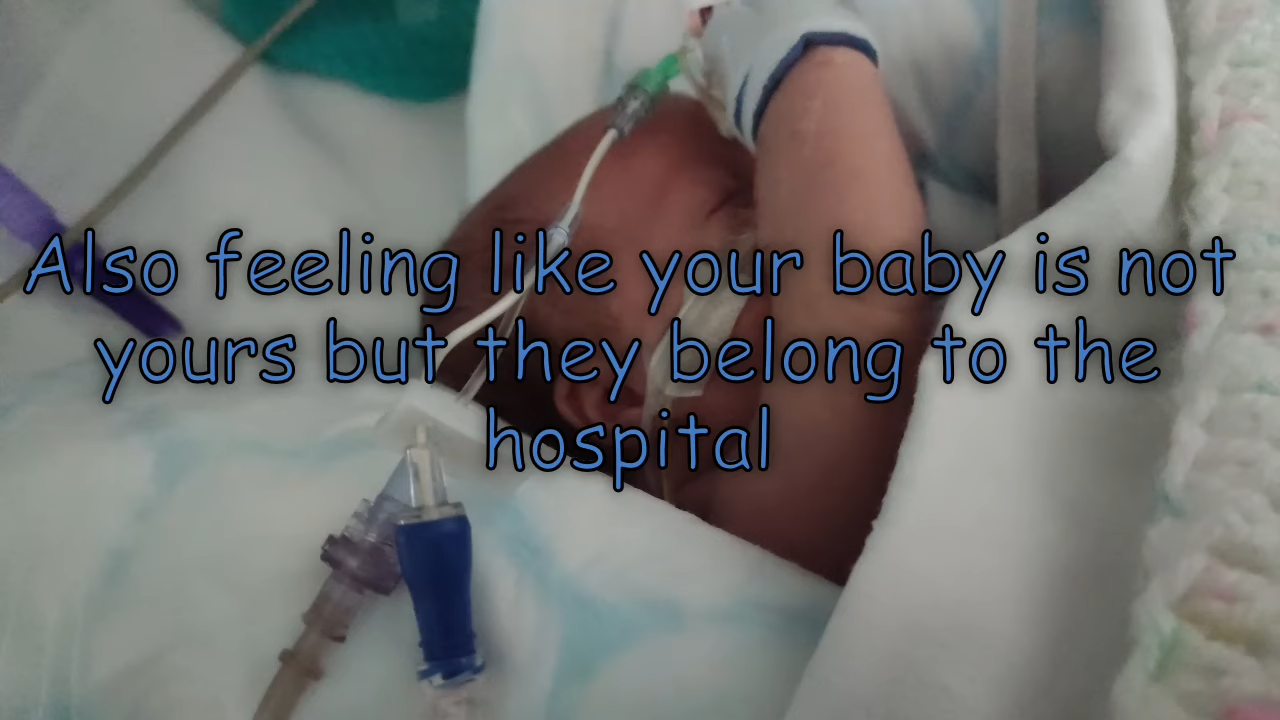 Also feeling like your baby is not
yours but they belong to the
hospital